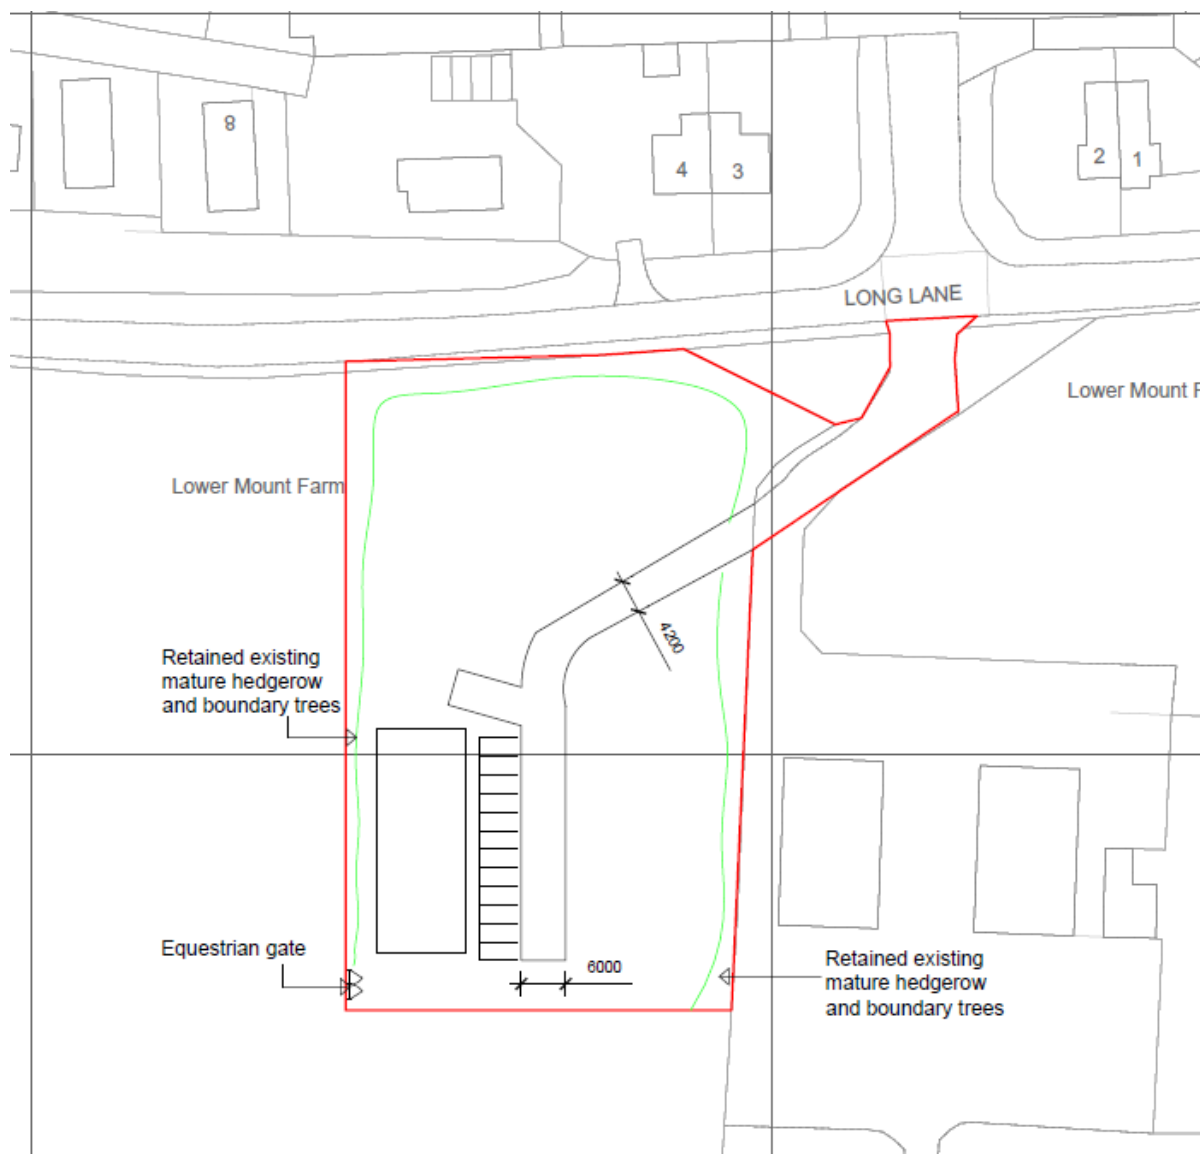 8
4
3
2
1
LONG LANE
Lower Mount F
Lower Mount Farm
4200
Retained existing
mature hedgerow
and boundary trees
Equestrian gate
6000
Retained existing
mature hedgerow
and boundary trees